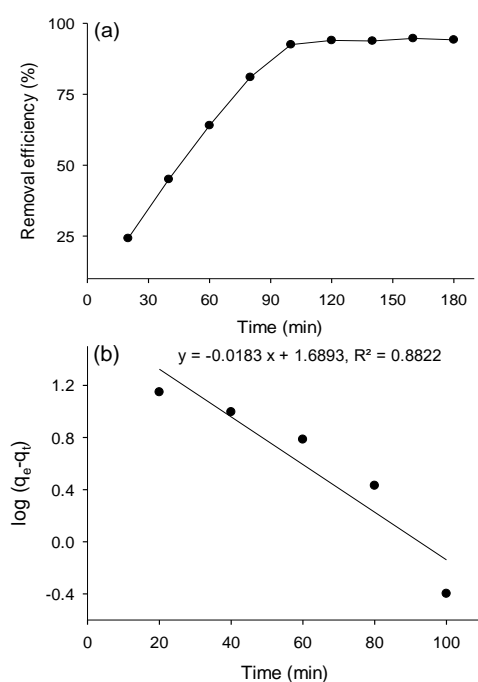 (a)
Removal efficiency (%)
100
75
50
25
0 30 60 90 120 150 180
Time (min)
(b)
y = -0.0183 x + 1.6893, R² = 0.8822
log (qₑ-qₜ)
1.2
0.8
0.4
0.0
-0.4
0 20 40 60 80 100
Time (min)